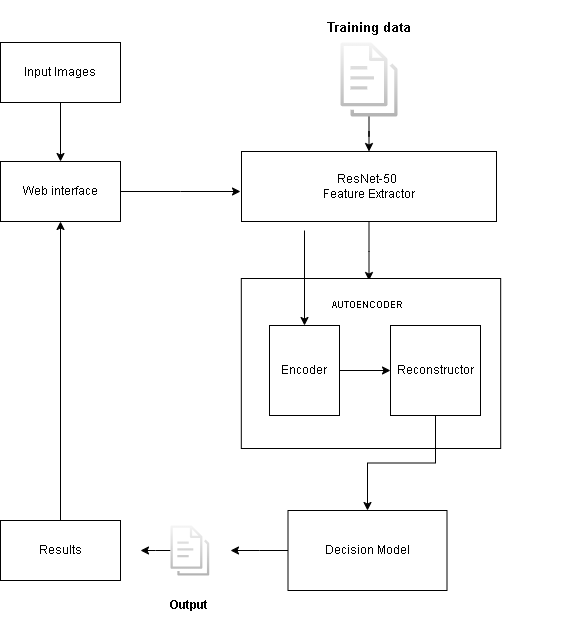 Training data
Input Images
ResNet-50
Feature Extractor
Web interface
AUTOENCODER
Encoder
Reconstructor
Results
Decision Model
Output